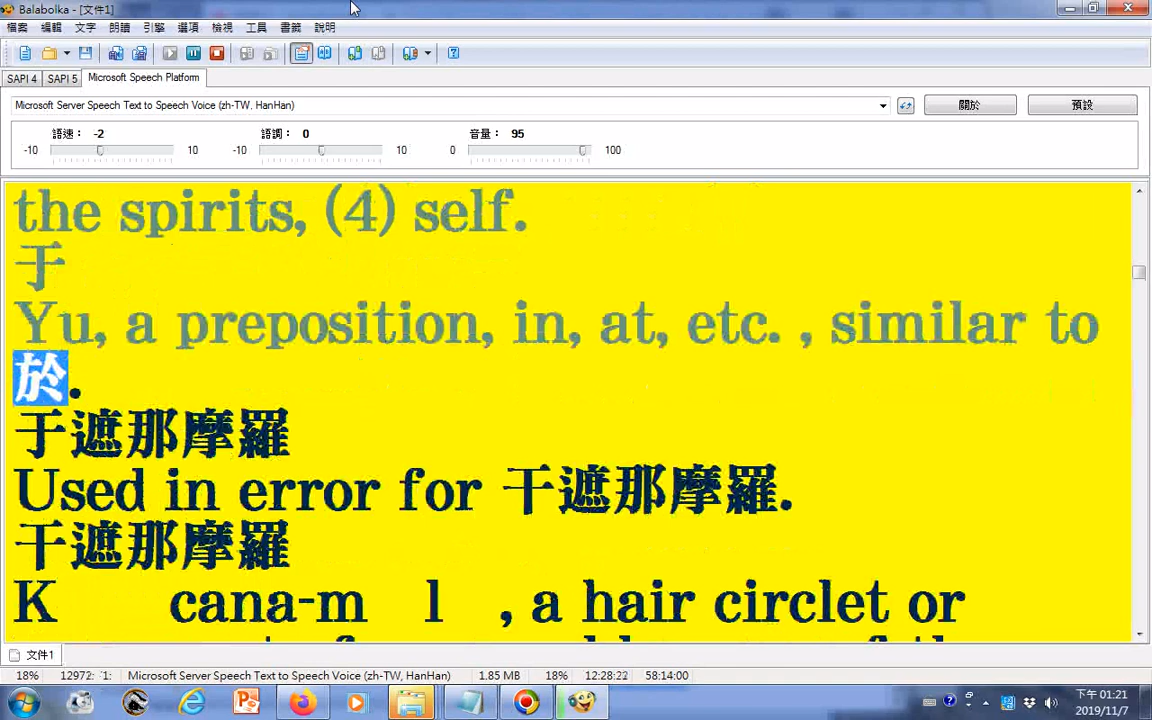 Balabolka - [文件1]
檔案 編輯 文字 朗讀 引擎 選項 檢視 工具 書籤 說明
SAPI 4 SAPI 5 Microsoft Speech Platform
Microsoft Server Speech Text to Speech Voice (zh-TW, HanHan) 關於 預設
語速： -2 語調： 0 音量： 95
-10 10 -10 10 0 100
the spirits, (4) self.
于
Yu, a preposition, in, at, etc. , similar to
於.
于遮那摩羅
Used in error for 干遮那摩羅.
干遮那摩羅
K cana-m l , a hair circlet or
文件1
18% 12972: 1: Microsoft Server Speech Text to Speech Voice (zh-TW, HanHan) 1.85 MB 18% 12:28:22 58:14:00
下午 01:21
2019/11/7